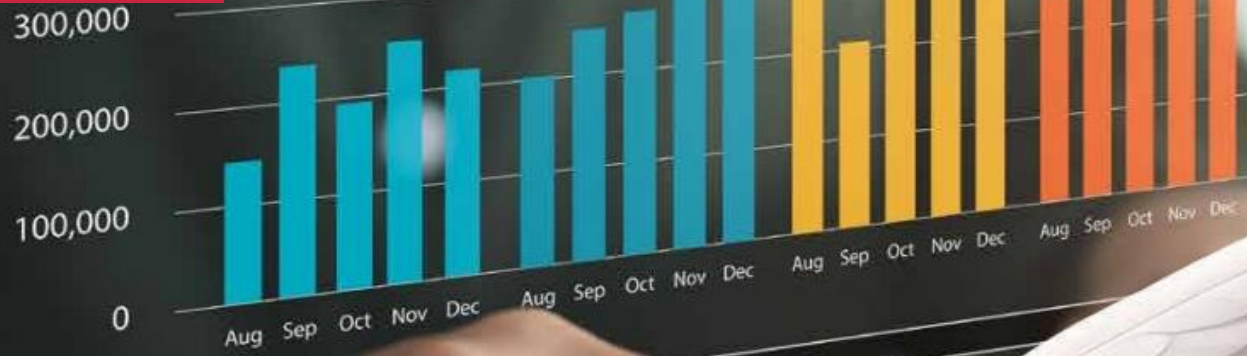 300,000
200,000
100,000
0
Aug Sep Oct Nov Dec Aug Sep Oct Nov Dec Aug Sep Oct Nov Dec Aug Sep Oct Nov Dec